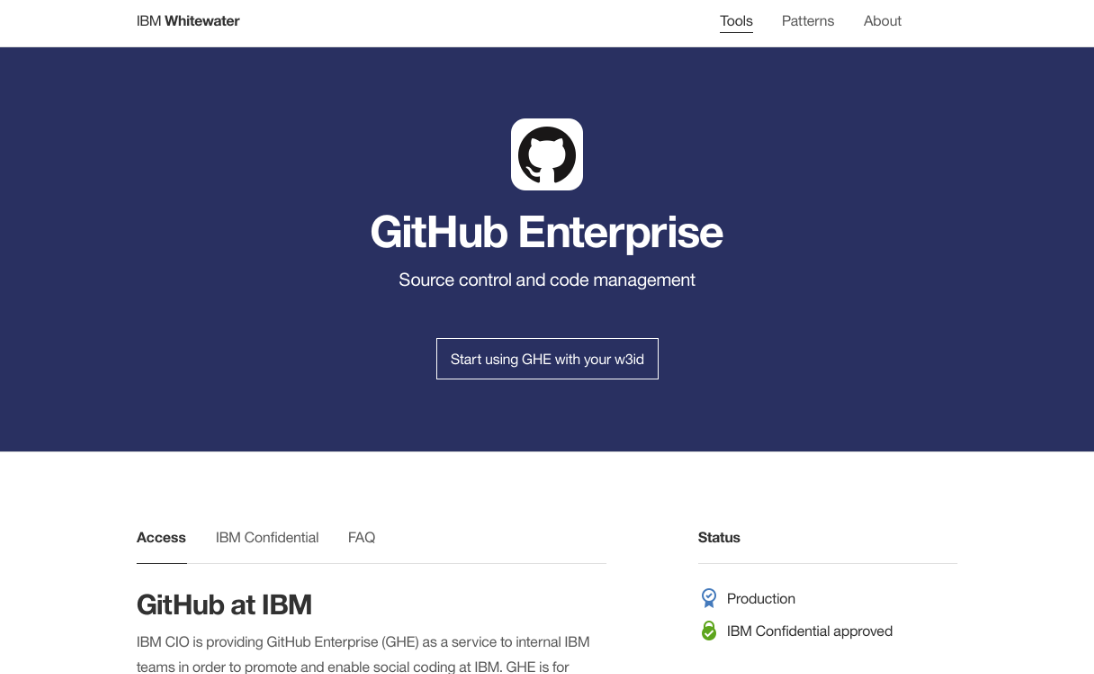 IBM Whitewater
Tools
Patterns
About
GitHub Enterprise
Source control and code management
Start using GHE with your w3id
Access
IBM Confidential
FAQ
GitHub at IBM
IBM CIO is providing GitHub Enterprise (GHE) as a service to internal IBM
teams in order to promote and enable social coding at IBM. GHE is for
Status
Production
IBM Confidential approved